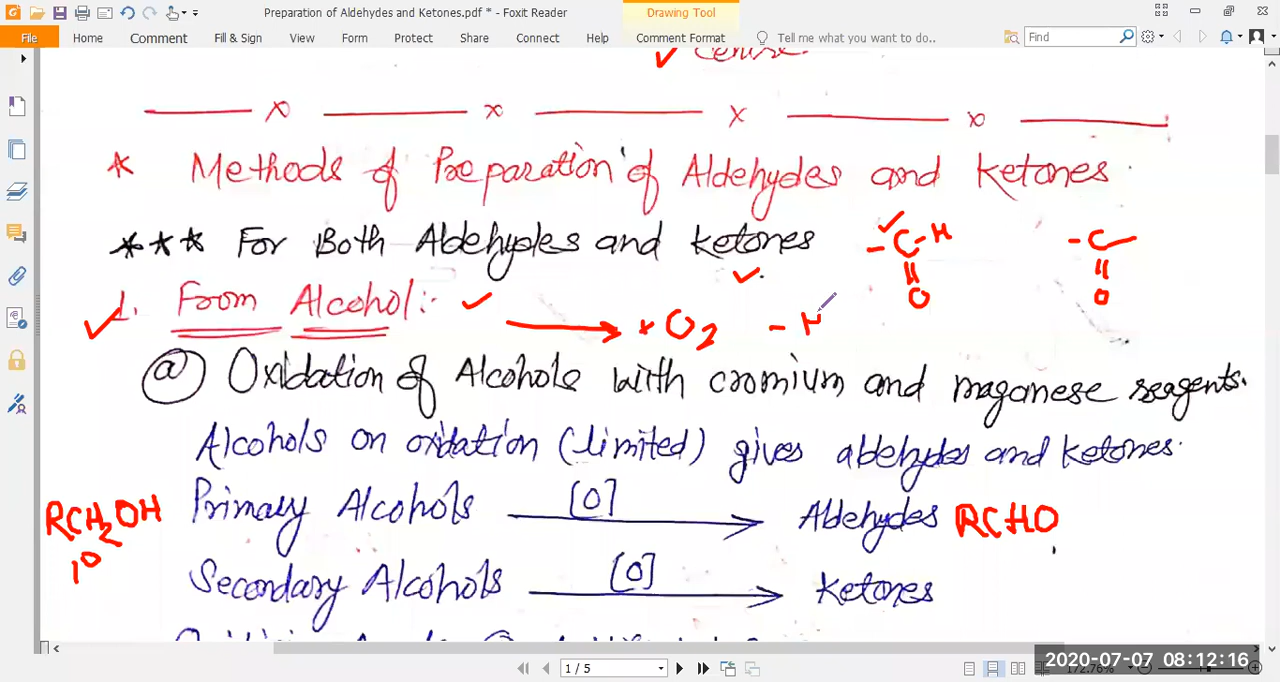 Preparation of Aldehydes and Ketones.pdf * - Foxit Reader
Drawing Tool
File Home Comment Fill & Sign View Form Protect Share Connect Help Comment Format Tell me what you want to do.. Find
x x x x
* Methods of Preparation of Aldehydes and Ketones
*** For Both Aldehydes and Ketones
- C - H
O
- C
O
1. From Alcohol:-
+ O2 - H
(a) Oxidation of Alcohols with cromium and maganese reagents.
Alcohols on oxidation (limited) gives aldehydes and Ketones.
RCH2OH Primary Alcohols [O] Aldehydes RCHO
1o
Secondary Alcohols [O] Ketones
1 / 5
2020-07-07 08:12:16